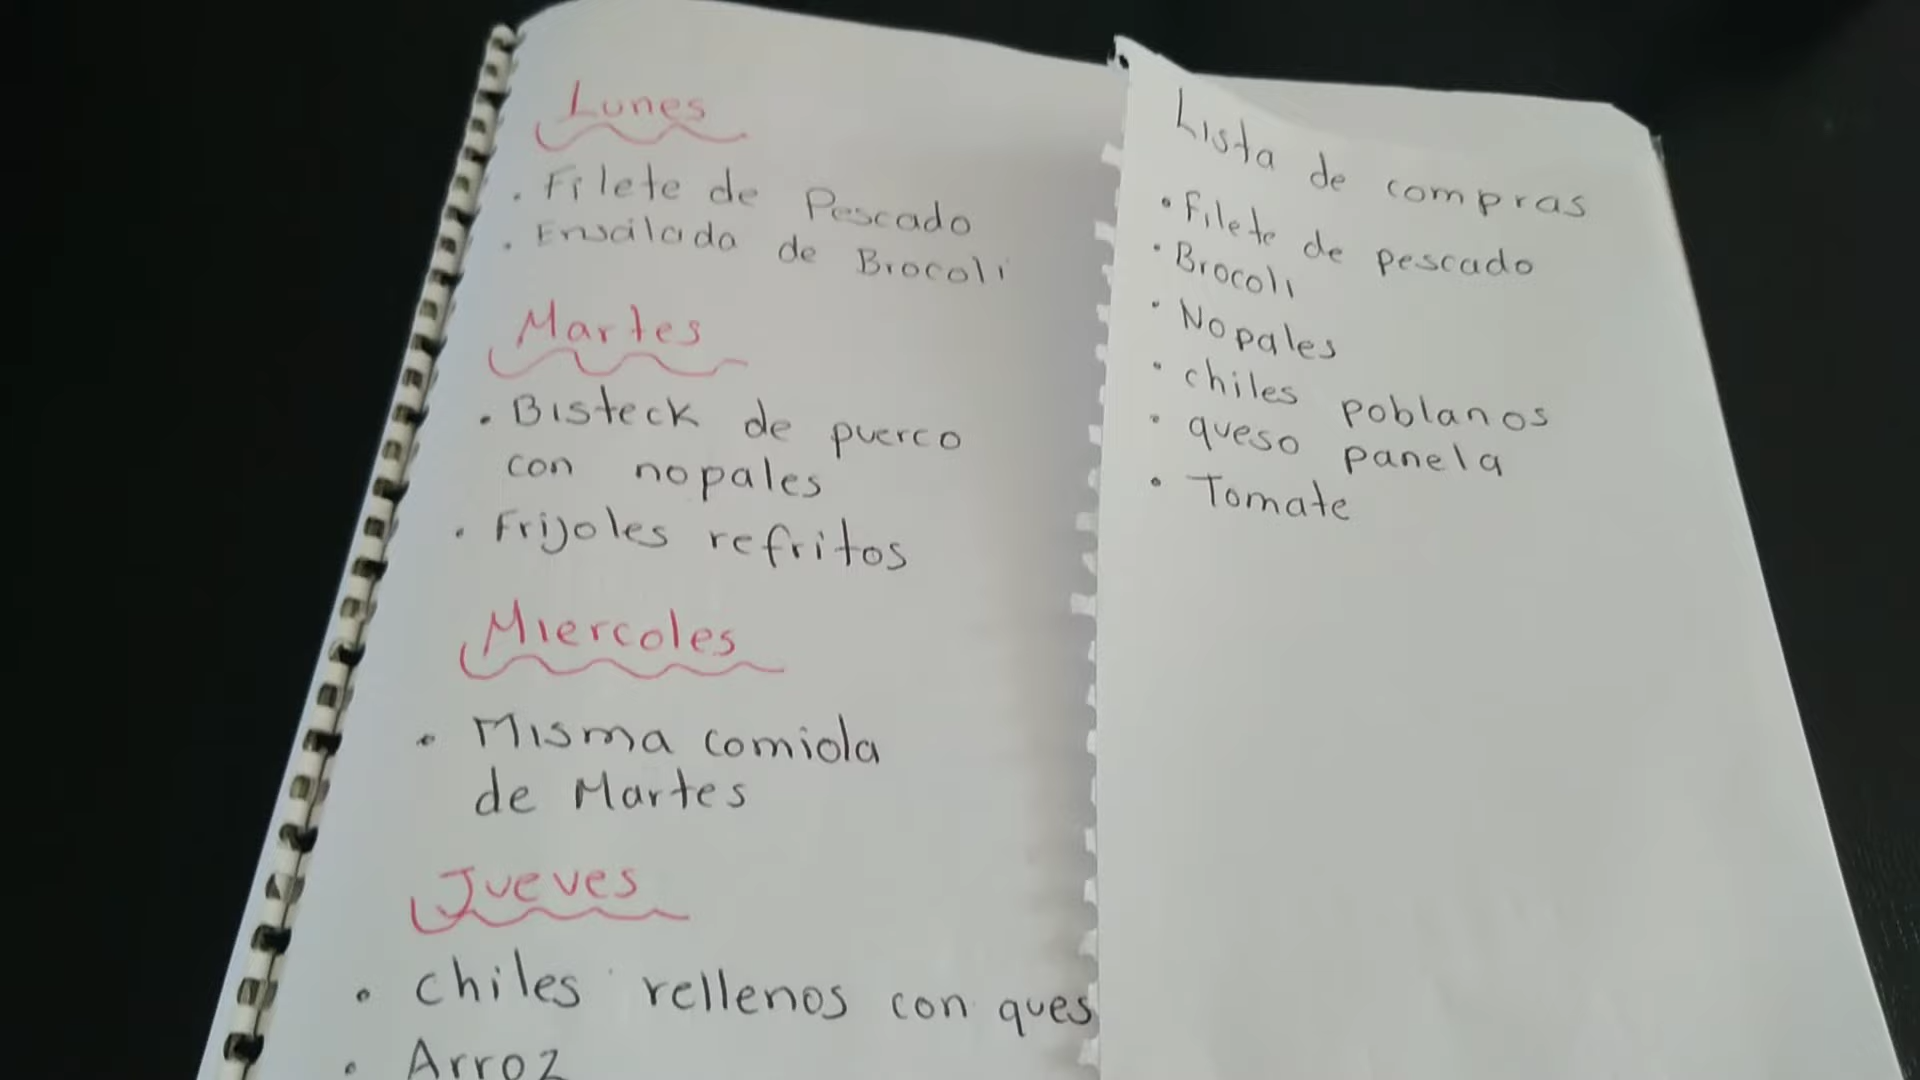 Lunes
. Filete de Pescado
. Ensalada de Brocoli
Martes
. Bisteck de puerco
con nopales
. Frijoles refritos
Miercoles
• Misma comida
de Martes
Jueves
• chiles rellenos con ques
• Arroz
Lista de compras
• Filete de pescado
• Brocoli
• Nopales
• chiles poblanos
• queso panela
• Tomate